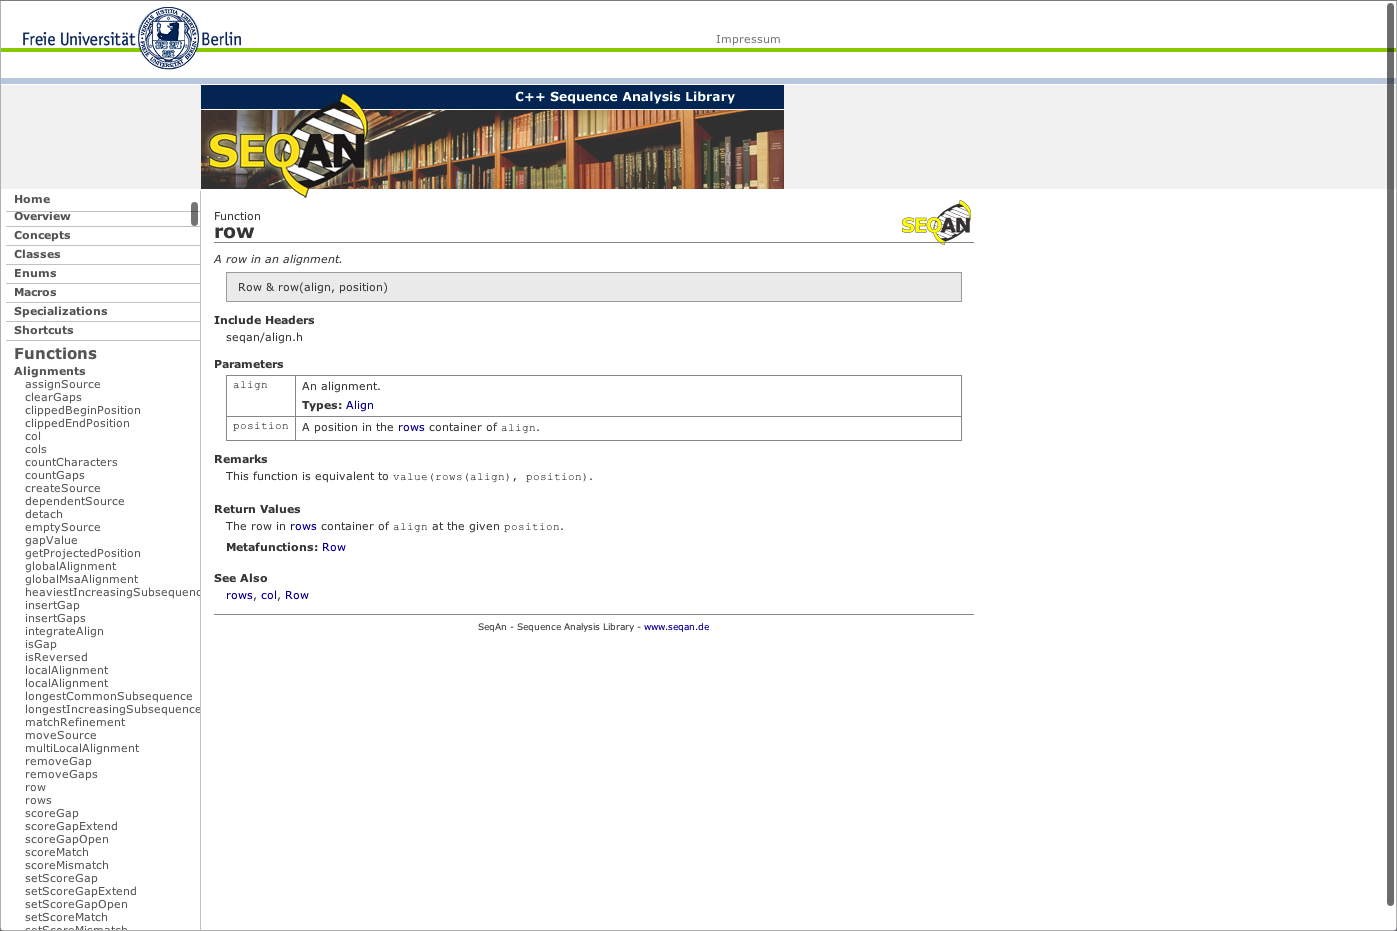 Freie Universität Berlin
Impressum
C++ Sequence Analysis Library
SEQAN
Home
Overview
Concepts
Classes
Enums
Macros
Specializations
Shortcuts
Functions
Alignments
assignSource
clearGaps
clippedBeginPosition
clippedEndPosition
col
cols
countCharacters
countGaps
createSource
dependentSource
detach
emptySource
gapValue
getProjectedPosition
globalAlignment
globalMsaAlignment
heaviestIncreasingSubsequenc
insertGap
insertGaps
integrateAlign
isGap
isReversed
localAlignment
localAlignment
longestCommonSubsequence
longestIncreasingSubsequence
matchRefinement
moveSource
multiLocalAlignment
removeGap
removeGaps
row
rows
scoreGap
scoreGapExtend
scoreGapOpen
scoreMatch
scoreMismatch
setScoreGap
setScoreGapExtend
setScoreGapOpen
setScoreMatch
setScoreMismatch
Function
row
SEQAN
A row in an alignment.
Row & row(align, position)
Include Headers
seqan/align.h
Parameters
align An alignment.
Types: Align
position A position in the rows container of align.
Remarks
This function is equivalent to value(rows(align), position).
Return Values
The row in rows container of align at the given position.
Metafunctions: Row
See Also
rows, col, Row
SeqAn - Sequence Analysis Library - www.seqan.de